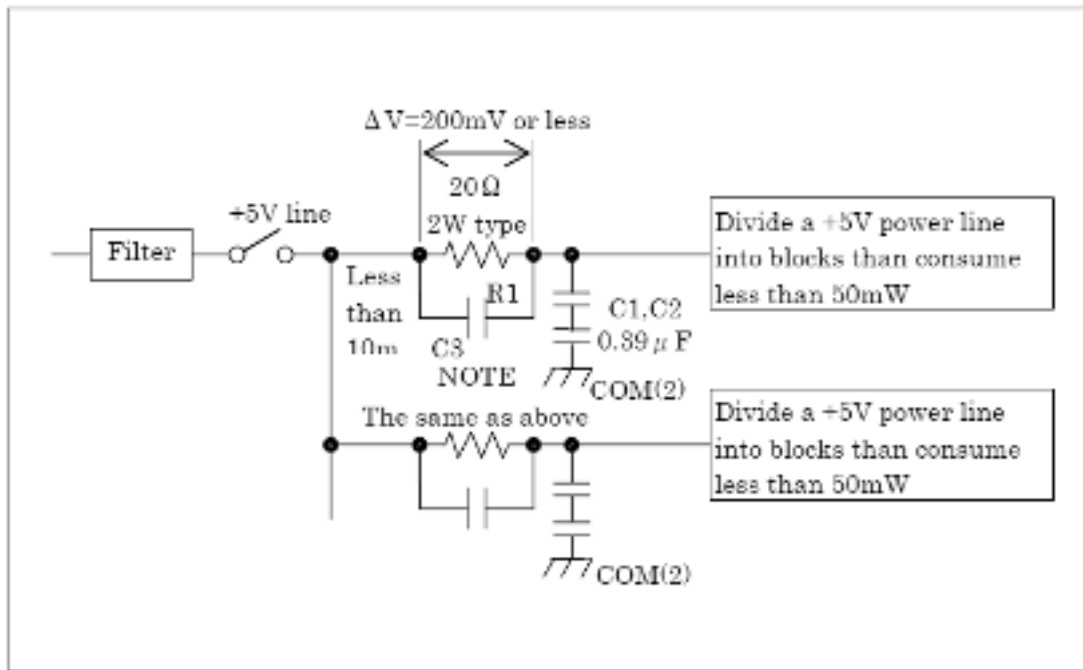 ΔV=200mV or less
20Ω
2W type
+5V line
Filter
Less
than
10m
R1
C3
NOTE
C1,C2
0.39μF
COM(2)
Divide a +5V power line
into blocks than consume
less than 50mW
The same as above
COM(2)
Divide a +5V power line
into blocks than consume
less than 50mW